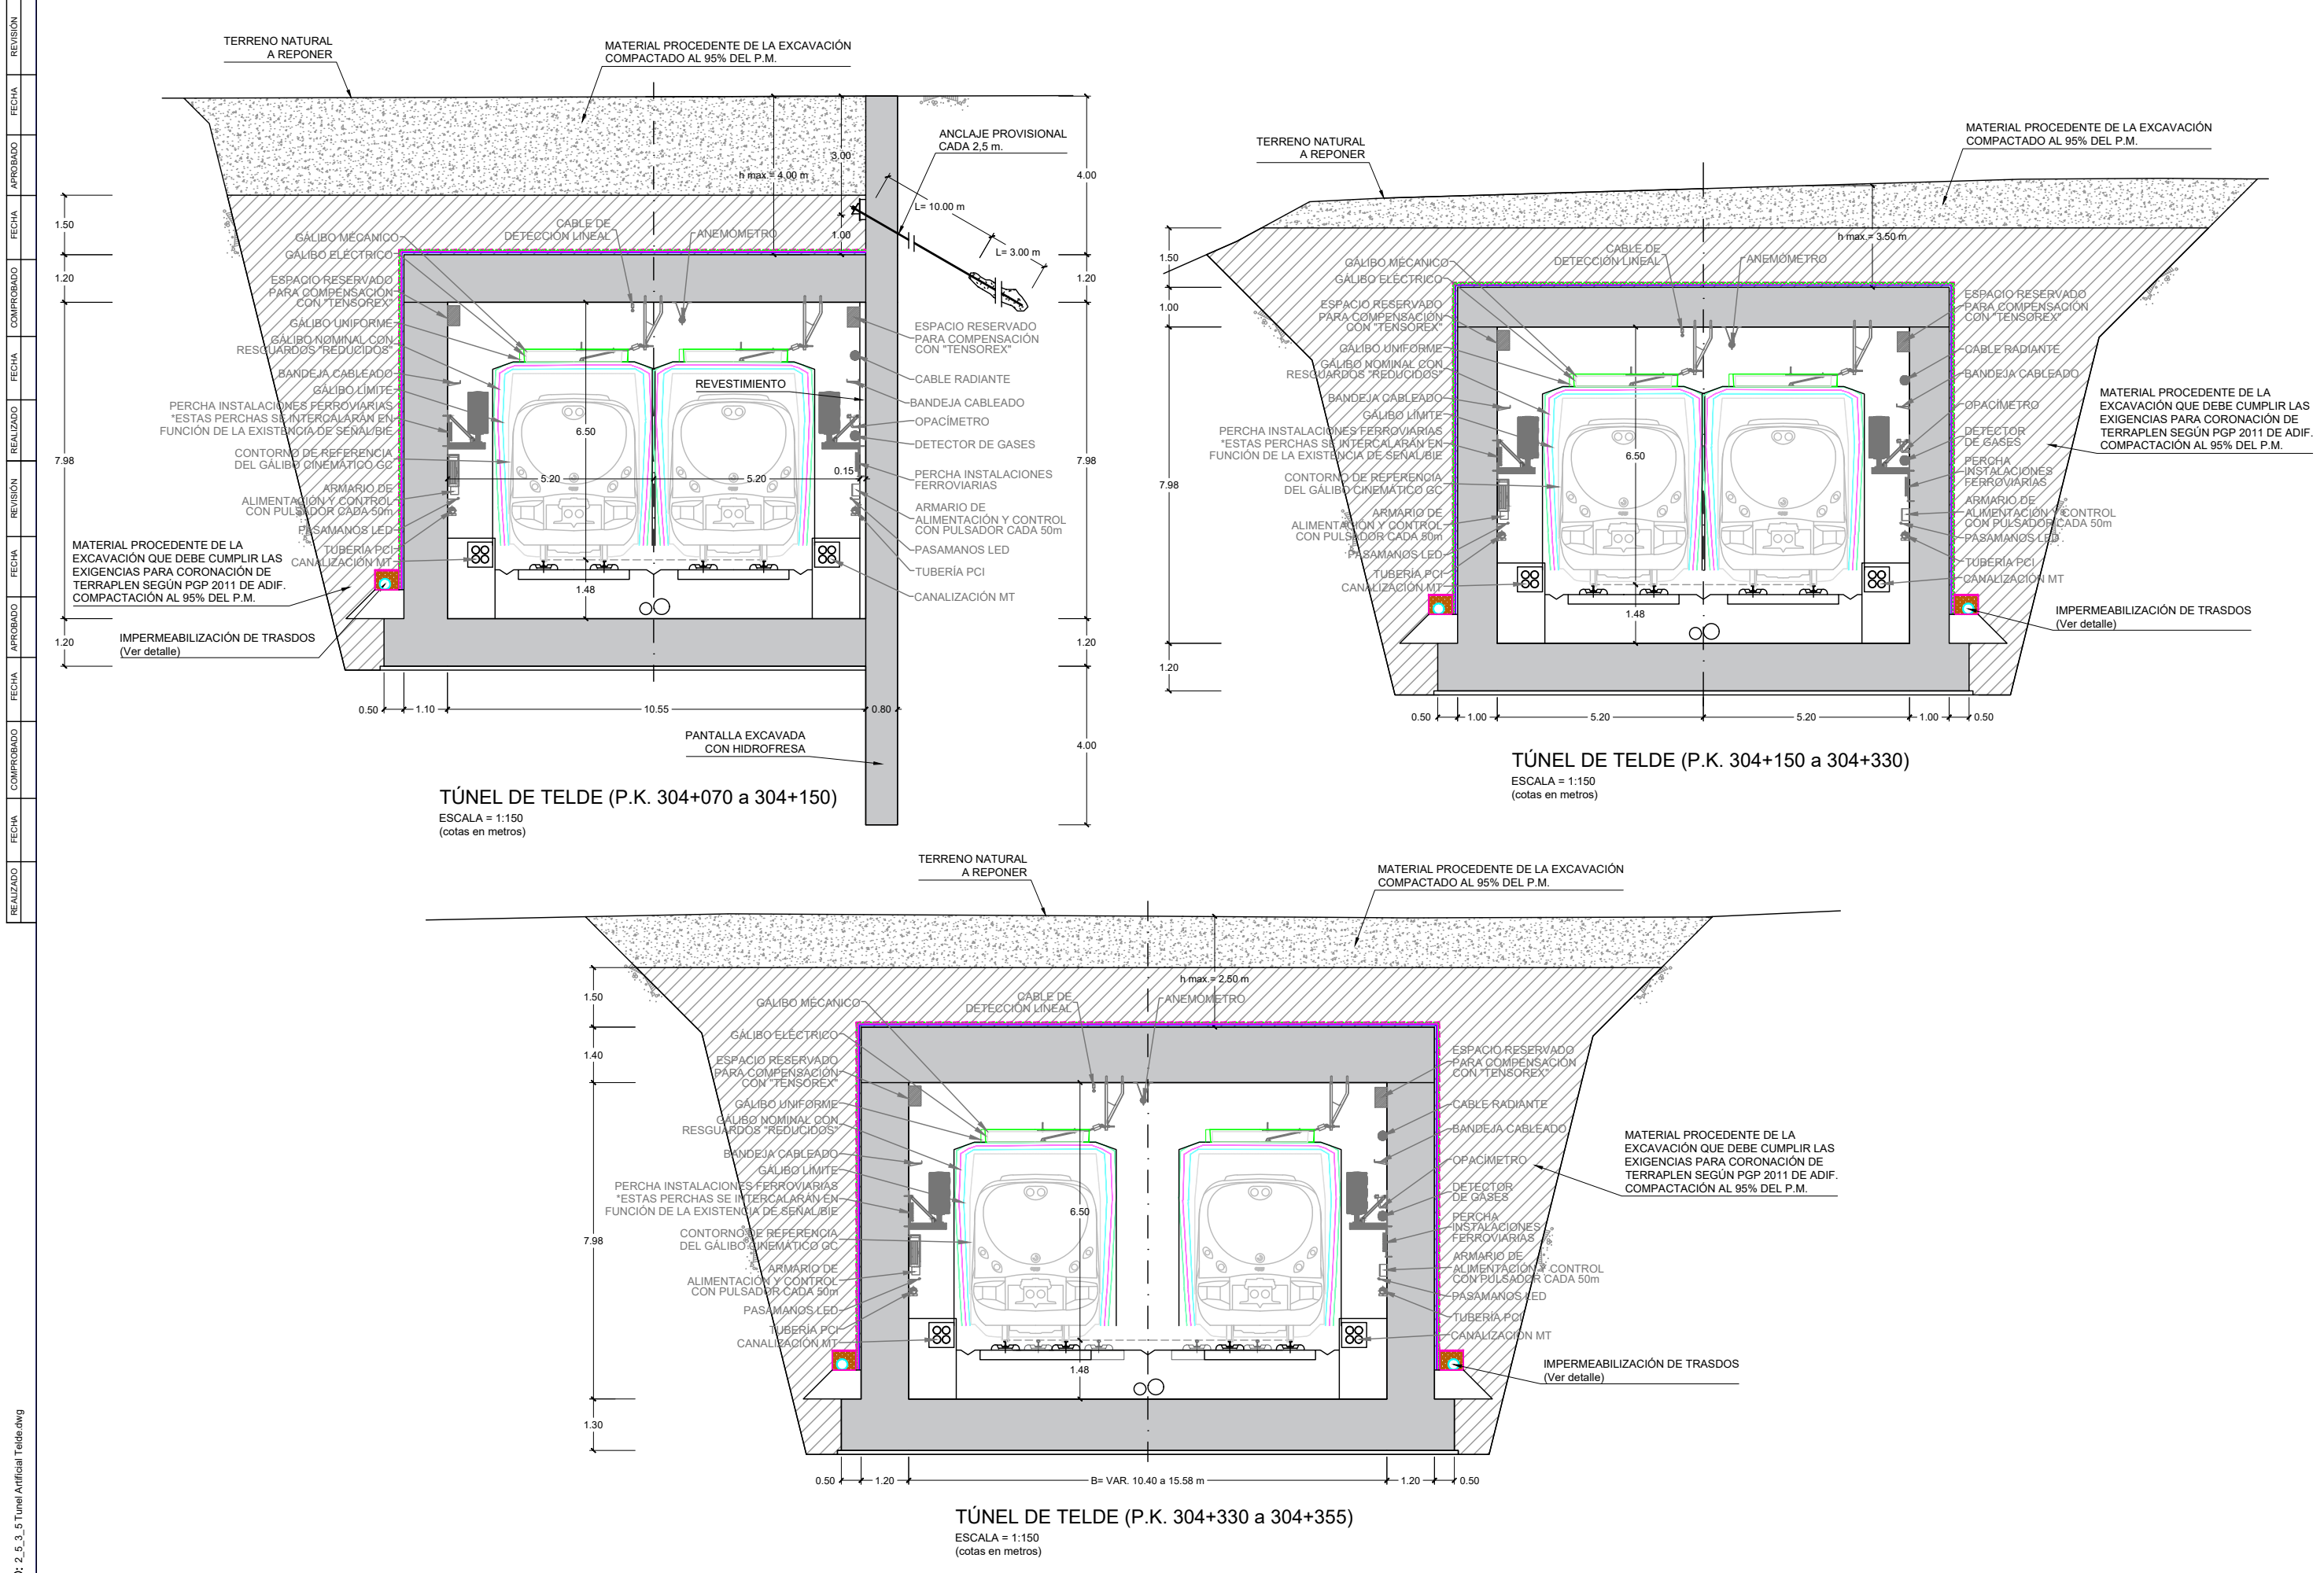 REVISIÓN
FECHA
APROBADO
FECHA
COMPROBADO
FECHA
REALIZADO
REVISIÓN
FECHA
APROBADO
FECHA
COMPROBADO
FECHA
REALIZADO
2_5_3_5 Tunel Artificial Telde.dwg
TERRENO NATURAL
A REPONER
MATERIAL PROCEDENTE DE LA EXCAVACIÓN
COMPACTADO AL 95% DEL P.M.
ANCLAJE PROVISIONAL
CADA 2,5 m.
3.00
h max.= 4,00 m
4.00
L= 10.00 m
1.00
L= 3.00 m
1.50
1.20
7.98
1.20
1.20
7.98
1.20
4.00
CABLE DE
DETECCIÓN LINEAL
ANEMÓMETRO
GÁLIBO MECÁNICO
GÁLIBO ELÉCTRICO
ESPACIO RESERVADO
PARA COMPENSACIÓN
CON "TENSOREX"
GÁLIBO UNIFORME
GÁLIBO NOMINAL CON
RESGUARDOS "REDUCIDOS"
BANDEJA CABLEADO
GÁLIBO LÍMITE
PERCHA INSTALACIONES FERROVIARIAS
*ESTAS PERCHAS SE INTERCALARÁN EN
FUNCIÓN DE LA EXISTENCIA DE SEÑAL/BIE
CONTORNO DE REFERENCIA
DEL GÁLIBO CINEMÁTICO GC
ARMARIO DE
ALIMENTACIÓN Y CONTROL
CON PULSADOR CADA 50m
PASAMANOS LED
TUBERÍA PCI
CANALIZACIÓN MT
MATERIAL PROCEDENTE DE LA
EXCAVACIÓN QUE DEBE CUMPLIR LAS
EXIGENCIAS PARA CORONACIÓN DE
TERRAPLEN SEGÚN PGP 2011 DE ADIF.
COMPACTACIÓN AL 95% DEL P.M.
IMPERMEABILIZACIÓN DE TRASDOS
(Ver detalle)
REVESTIMIENTO
6.50
5.20
5.20
0.15
1.48
ESPACIO RESERVADO
PARA COMPENSACIÓN
CON "TENSOREX"
CABLE RADIANTE
BANDEJA CABLEADO
OPACÍMETRO
DETECTOR DE GASES
PERCHA INSTALACIONES
FERROVIARIAS
ARMARIO DE
ALIMENTACIÓN Y CONTROL
CON PULSADOR CADA 50m
PASAMANOS LED
TUBERÍA PCI
CANALIZACIÓN MT
0.50
1.10
10.55
0.80
PANTALLA EXCAVADA
CON HIDROFRESA
TÚNEL DE TELDE (P.K. 304+070 a 304+150)
ESCALA = 1:150
(cotas en metros)
TERRENO NATURAL
A REPONER
MATERIAL PROCEDENTE DE LA EXCAVACIÓN
COMPACTADO AL 95% DEL P.M.
h max.= 3.50 m
1.50
1.00
7.98
1.20
CABLE DE
DETECCIÓN LINEAL
ANEMÓMETRO
GÁLIBO MECÁNICO
GÁLIBO ELÉCTRICO
ESPACIO RESERVADO
PARA COMPENSACIÓN
CON "TENSOREX"
GÁLIBO UNIFORME
GÁLIBO NOMINAL CON
RESGUARDOS "REDUCIDOS"
BANDEJA CABLEADO
GÁLIBO LÍMITE
PERCHA INSTALACIONES FERROVIARIAS
*ESTAS PERCHAS SE INTERCALARÁN EN
FUNCIÓN DE LA EXISTENCIA DE SEÑAL/BIE
CONTORNO DE REFERENCIA
DEL GÁLIBO CINEMÁTICO GC
ARMARIO DE
ALIMENTACIÓN Y CONTROL
CON PULSADOR CADA 50m
PASAMANOS LED
TUBERÍA PCI
CANALIZACIÓN MT
6.50
1.48
ESPACIO RESERVADO
PARA COMPENSACIÓN
CON "TENSOREX"
CABLE RADIANTE
BANDEJA CABLEADO
OPACÍMETRO
DETECTOR
DE GASES
PERCHA
INSTALACIONES
FERROVIARIAS
ARMARIO DE
ALIMENTACIÓN Y CONTROL
CON PULSADOR CADA 50m
PASAMANOS LED
TUBERÍA PCI
CANALIZACIÓN MT
MATERIAL PROCEDENTE DE LA
EXCAVACIÓN QUE DEBE CUMPLIR LAS
EXIGENCIAS PARA CORONACIÓN DE
TERRAPLEN SEGÚN PGP 2011 DE ADIF.
COMPACTACIÓN AL 95% DEL P.M.
IMPERMEABILIZACIÓN DE TRASDOS
(Ver detalle)
0.50
1.00
5.20
5.20
1.00
0.50
TÚNEL DE TELDE (P.K. 304+150 a 304+330)
ESCALA = 1:150
(cotas en metros)
TERRENO NATURAL
A REPONER
MATERIAL PROCEDENTE DE LA EXCAVACIÓN
COMPACTADO AL 95% DEL P.M.
h max.= 2.50 m
1.50
1.40
7.98
1.30
CABLE DE
DETECCIÓN LINEAL
ANEMÓMETRO
GÁLIBO MECÁNICO
GÁLIBO ELÉCTRICO
ESPACIO RESERVADO
PARA COMPENSACIÓN
CON "TENSOREX"
GÁLIBO UNIFORME
GÁLIBO NOMINAL CON
RESGUARDOS "REDUCIDOS"
BANDEJA CABLEADO
GÁLIBO LÍMITE
PERCHA INSTALACIONES FERROVIARIAS
*ESTAS PERCHAS SE INTERCALARÁN EN
FUNCIÓN DE LA EXISTENCIA DE SEÑAL/BIE
CONTORNO DE REFERENCIA
DEL GÁLIBO CINEMÁTICO GC
ARMARIO DE
ALIMENTACIÓN Y CONTROL
CON PULSADOR CADA 50m
PASAMANOS LED
TUBERÍA PCI
CANALIZACIÓN MT
6.50
1.48
ESPACIO RESERVADO
PARA COMPENSACIÓN
CON "TENSOREX"
CABLE RADIANTE
BANDEJA CABLEADO
OPACÍMETRO
DETECTOR
DE GASES
PERCHA
INSTALACIONES
FERROVIARIAS
ARMARIO DE
ALIMENTACIÓN Y CONTROL
CON PULSADOR CADA 50m
PASAMANOS LED
TUBERÍA PCI
CANALIZACIÓN MT
MATERIAL PROCEDENTE DE LA
EXCAVACIÓN QUE DEBE CUMPLIR LAS
EXIGENCIAS PARA CORONACIÓN DE
TERRAPLEN SEGÚN PGP 2011 DE ADIF.
COMPACTACIÓN AL 95% DEL P.M.
IMPERMEABILIZACIÓN DE TRASDOS
(Ver detalle)
0.50
1.20
B= VAR. 10.40 a 15.58 m
1.20
0.50
TÚNEL DE TELDE (P.K. 304+330 a 304+355)
ESCALA = 1:150
(cotas en metros)